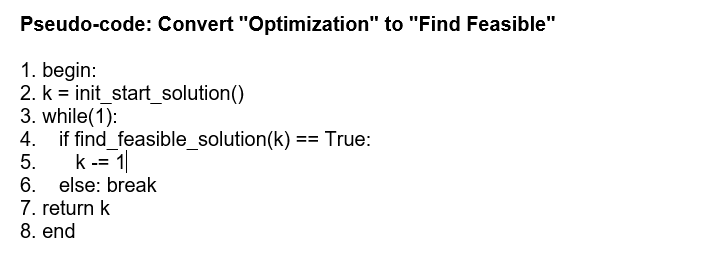 Pseudo-code: Convert "Optimization" to "Find Feasible"
1. begin:
2. k = init_start_solution()
3. while(1):
4.    if find_feasible_solution(k) == True:
5.       k -= 1
6.    else: break
7. return k
8. end